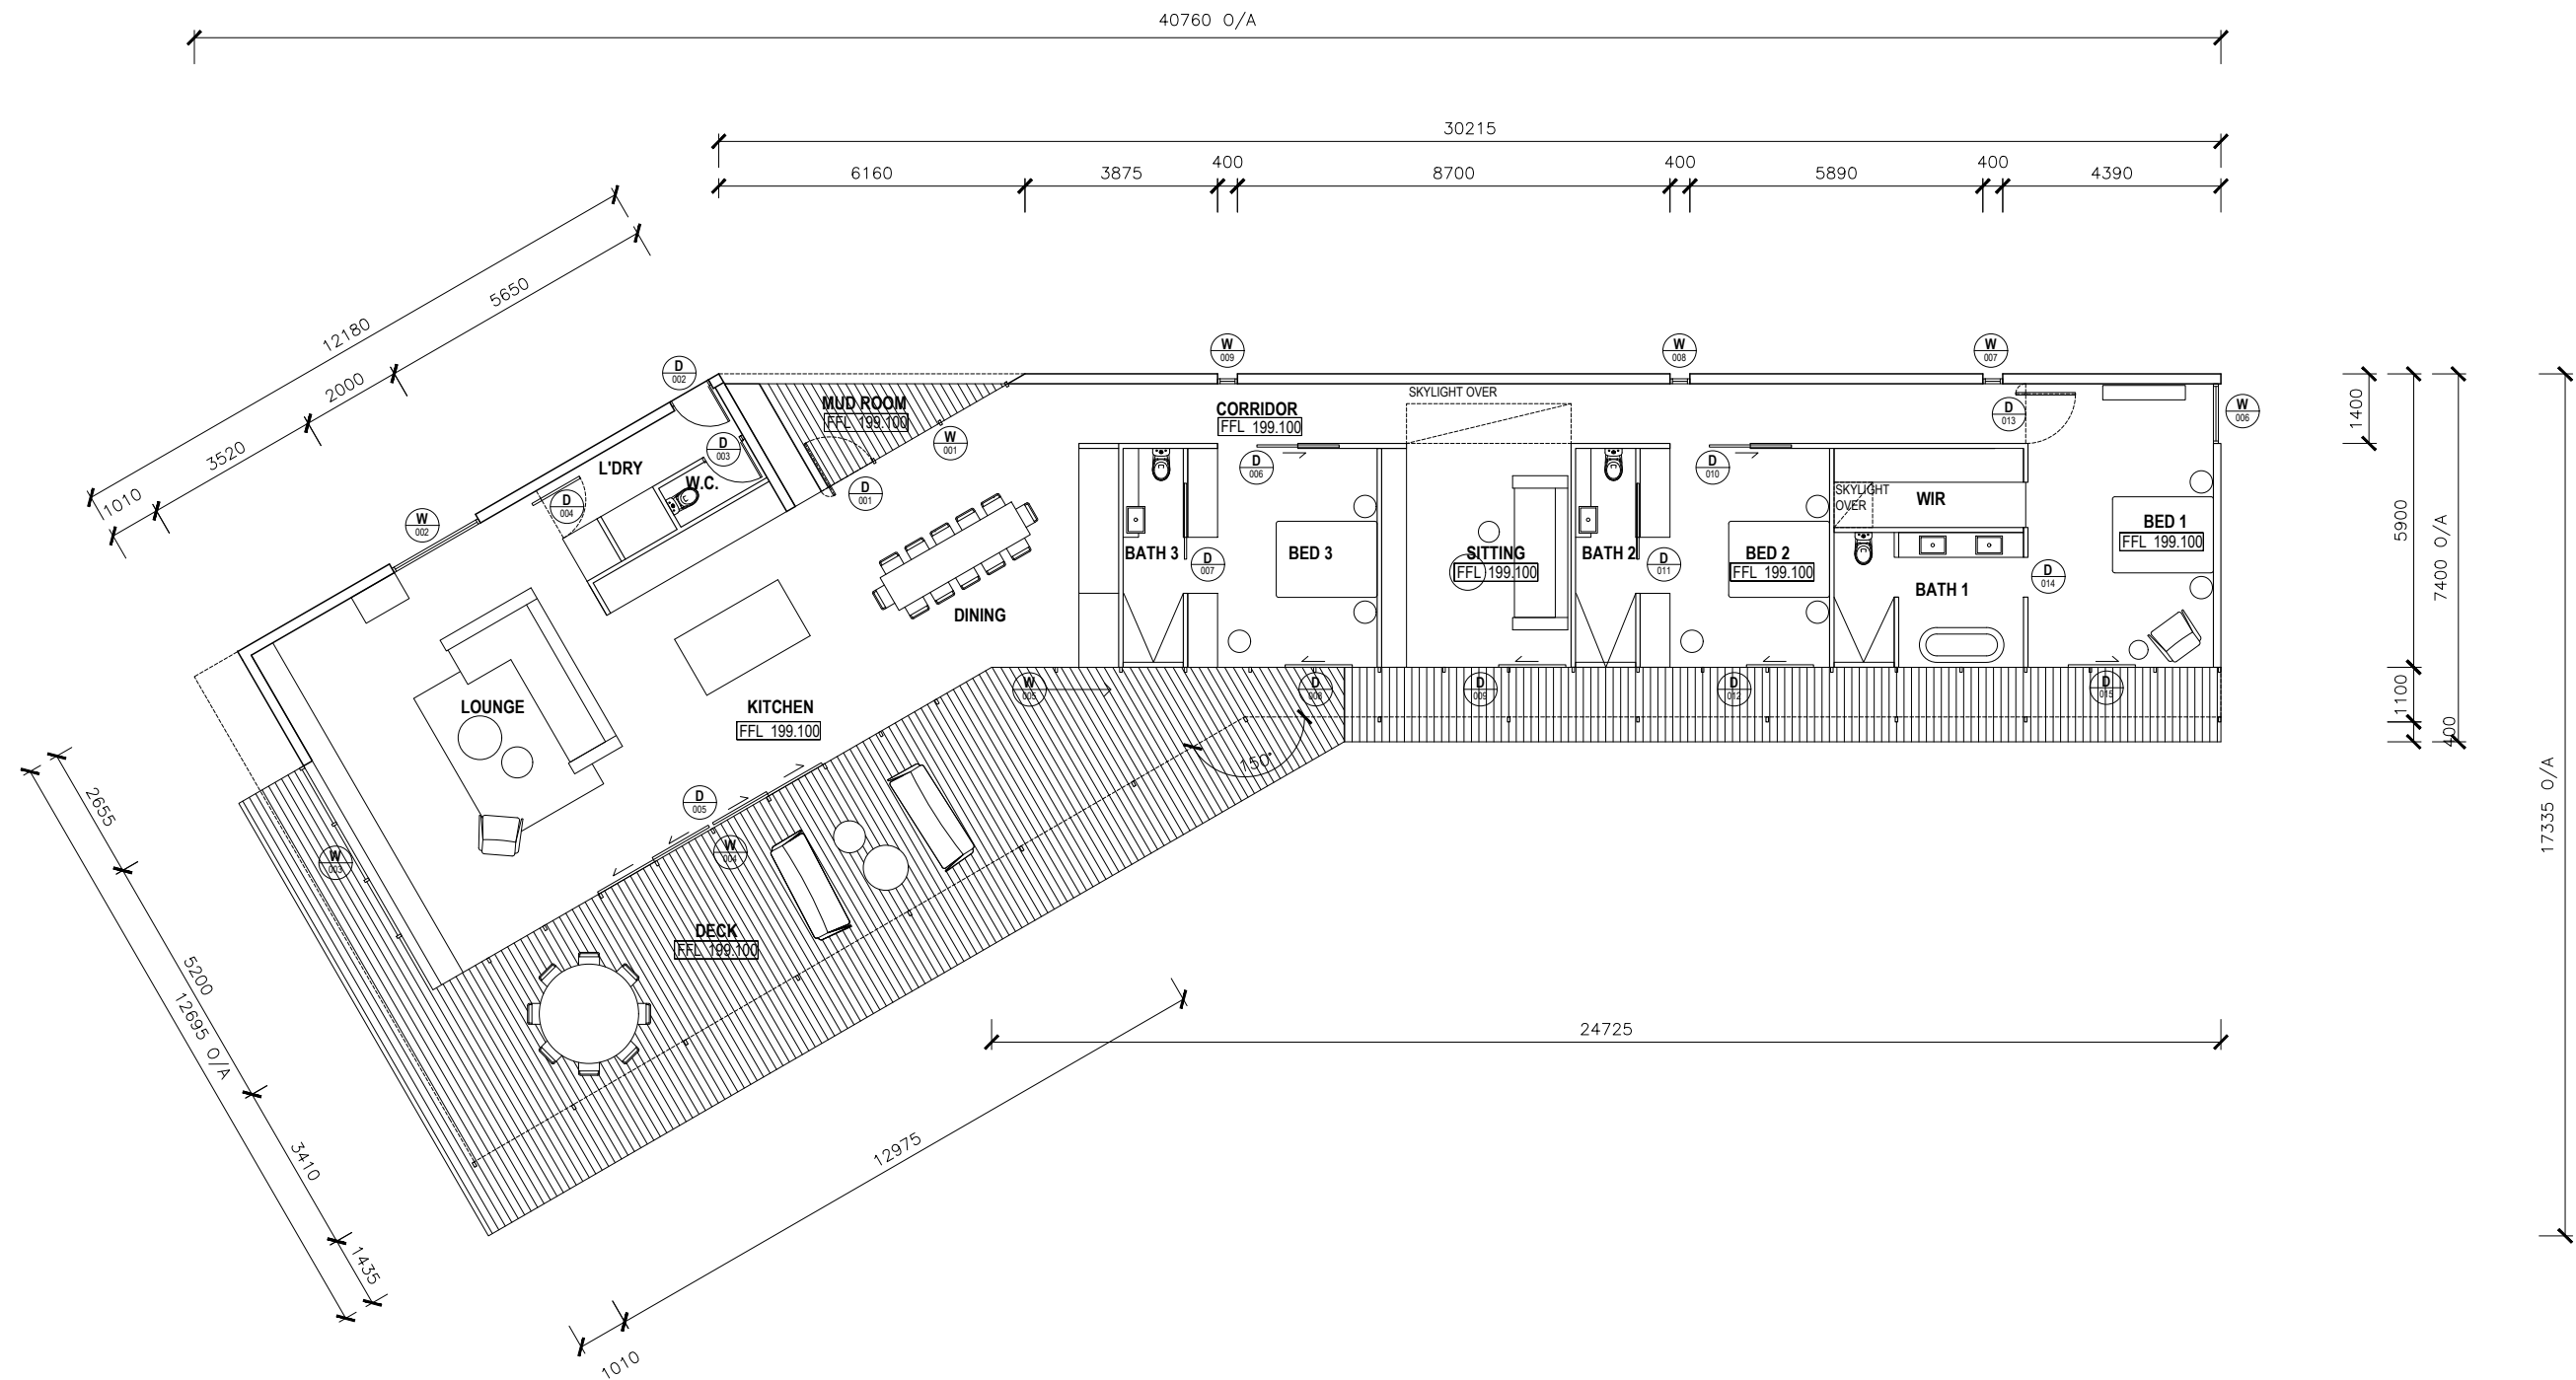 40760 O/A
30215
6160
3875
400
8700
400
5890
400
4390
12180
5650
2000
3520
1010
D
002
W
009
W
008
W
007
W
006
MUD ROOM
FFL 199.100
CORRIDOR
FFL 199.100
SKYLIGHT OVER
D
013
1400
L'DRY
D
003
W.C.
W
001
D
001
D
004
D
006
D
010
W
002
SKYLIGHT
OVER
WIR
BED 1
FFL 199.100
5900
7400 O/A
BATH 3
D
007
BED 3
SITTING
FFL 199.100
BATH 2
D
011
BED 2
FFL 199.100
BATH 1
D
014
DINING
LOUNGE
KITCHEN
FFL 199.100
W
005
D
008
D
009
D
012
D
015
1100
400
150°
17335 O/A
D
005
W
004
W
003
DECK
FFL 199.100
2655
5200
12695 O/A
3410
1435
24725
12975
1010